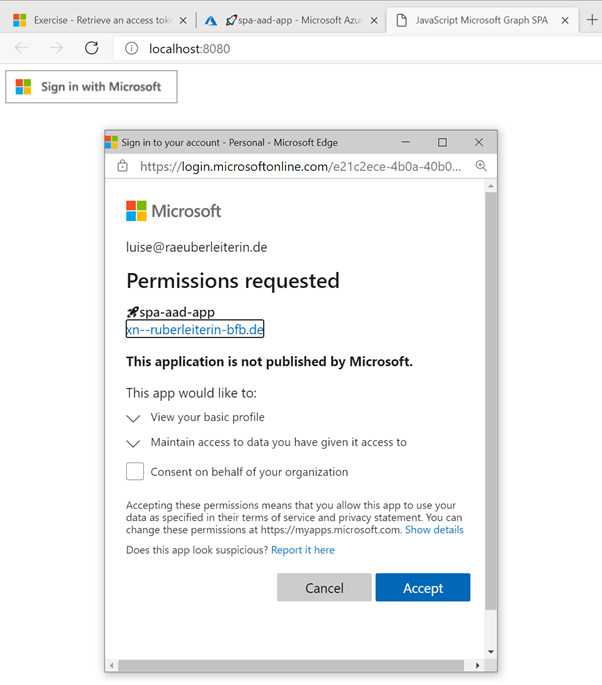 Exercise - Retrieve an access toke
🚀spa-aad-app - Microsoft Azur
JavaScript Microsoft Graph SPA
localhost:8080
Sign in with Microsoft
Sign in to your account - Personal - Microsoft Edge
https://login.microsoftonline.com/e21c2ece-4b0a-40b0...
Microsoft
luise@raeuberleiterin.de
Permissions requested
🚀spa-aad-app
xn--ruberleiterin-bfb.de
This application is not published by Microsoft.
This app would like to:
View your basic profile
Maintain access to data you have given it access to
Consent on behalf of your organization
Accepting these permissions means that you allow this app to use your
data as specified in their terms of service and privacy statement. You can
change these permissions at https://myapps.microsoft.com. Show details
Does this app look suspicious? Report it here
Cancel
Accept